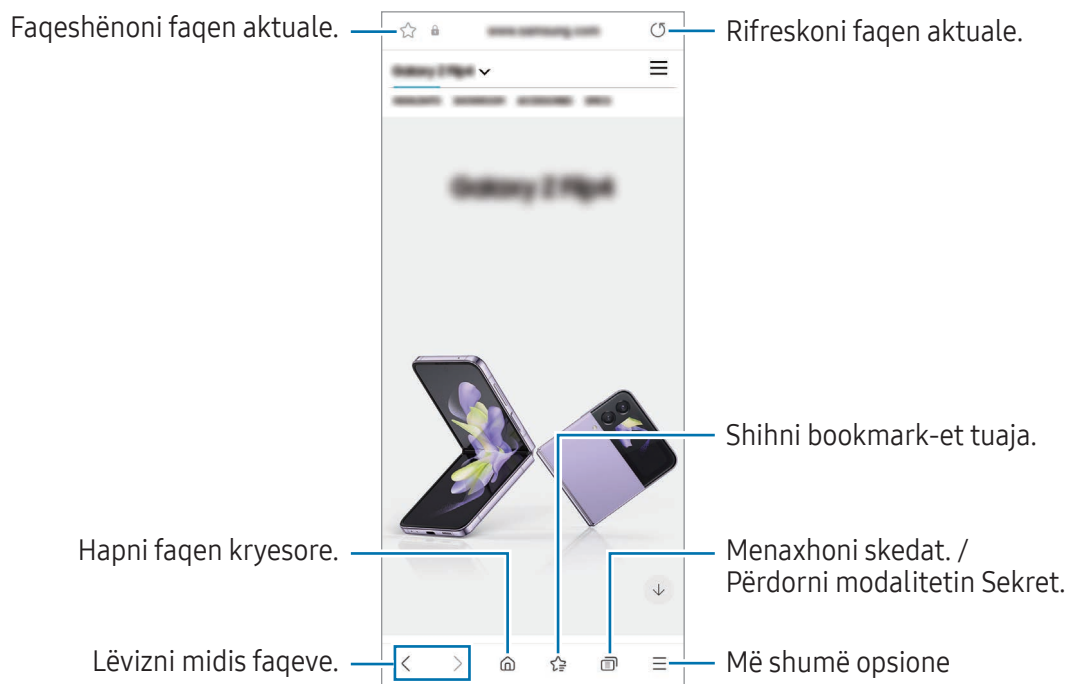 Faqeshënoni faqen aktuale.
Rifreskoni faqen aktuale.
Shihni bookmark-et tuaja.
Hapni faqen kryesore.
Menaxhoni skedat. /
Përdorni modalitetin Sekret.
Lëvizni midis faqeve.
Më shumë opsione